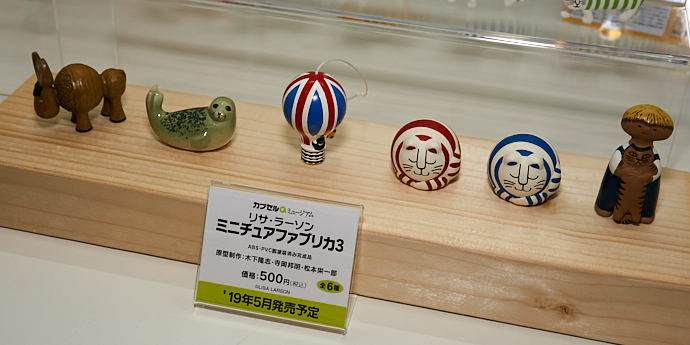 カプセルQミュージアム
リサ・ラーソン
ミニチュアファブリカ3
ABS・PVC製塗装済み完成品
原型制作:木下隆志・寺岡邦明・松本栄一郎
価格:500円(税込) 全6種
©LISA LARSON
'19年5月発売予定